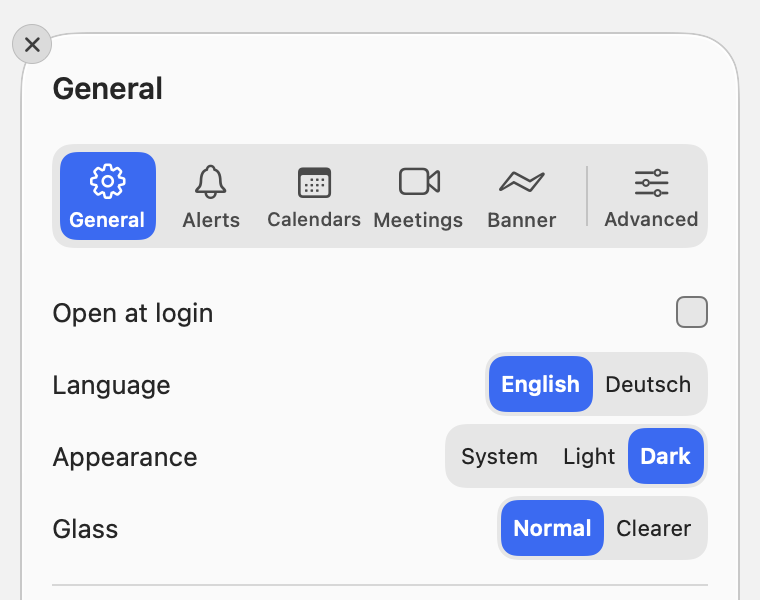 General
General Alerts Calendars Meetings Banner Advanced
Open at login
Language English Deutsch
Appearance System Light Dark
Glass Normal Clearer